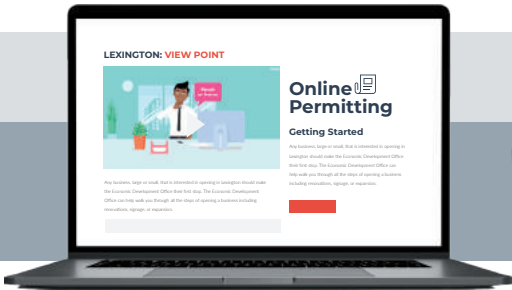 LEXINGTON: VIEW POINT
Online
Permitting
Getting Started
Any business, large or small, that is interested in opening in
Lexington should make the Economic Development Office
their first stop. The Economic Development Office can
help walk you through all the steps of opening a business
including renovations, signage, or expansion.
Any business, large or small, that is interested in opening in Lexington should make
the Economic Development Office their first stop. The Economic Development
Office can help walk you through all the steps of opening a business including
renovations, signage, or expansion.